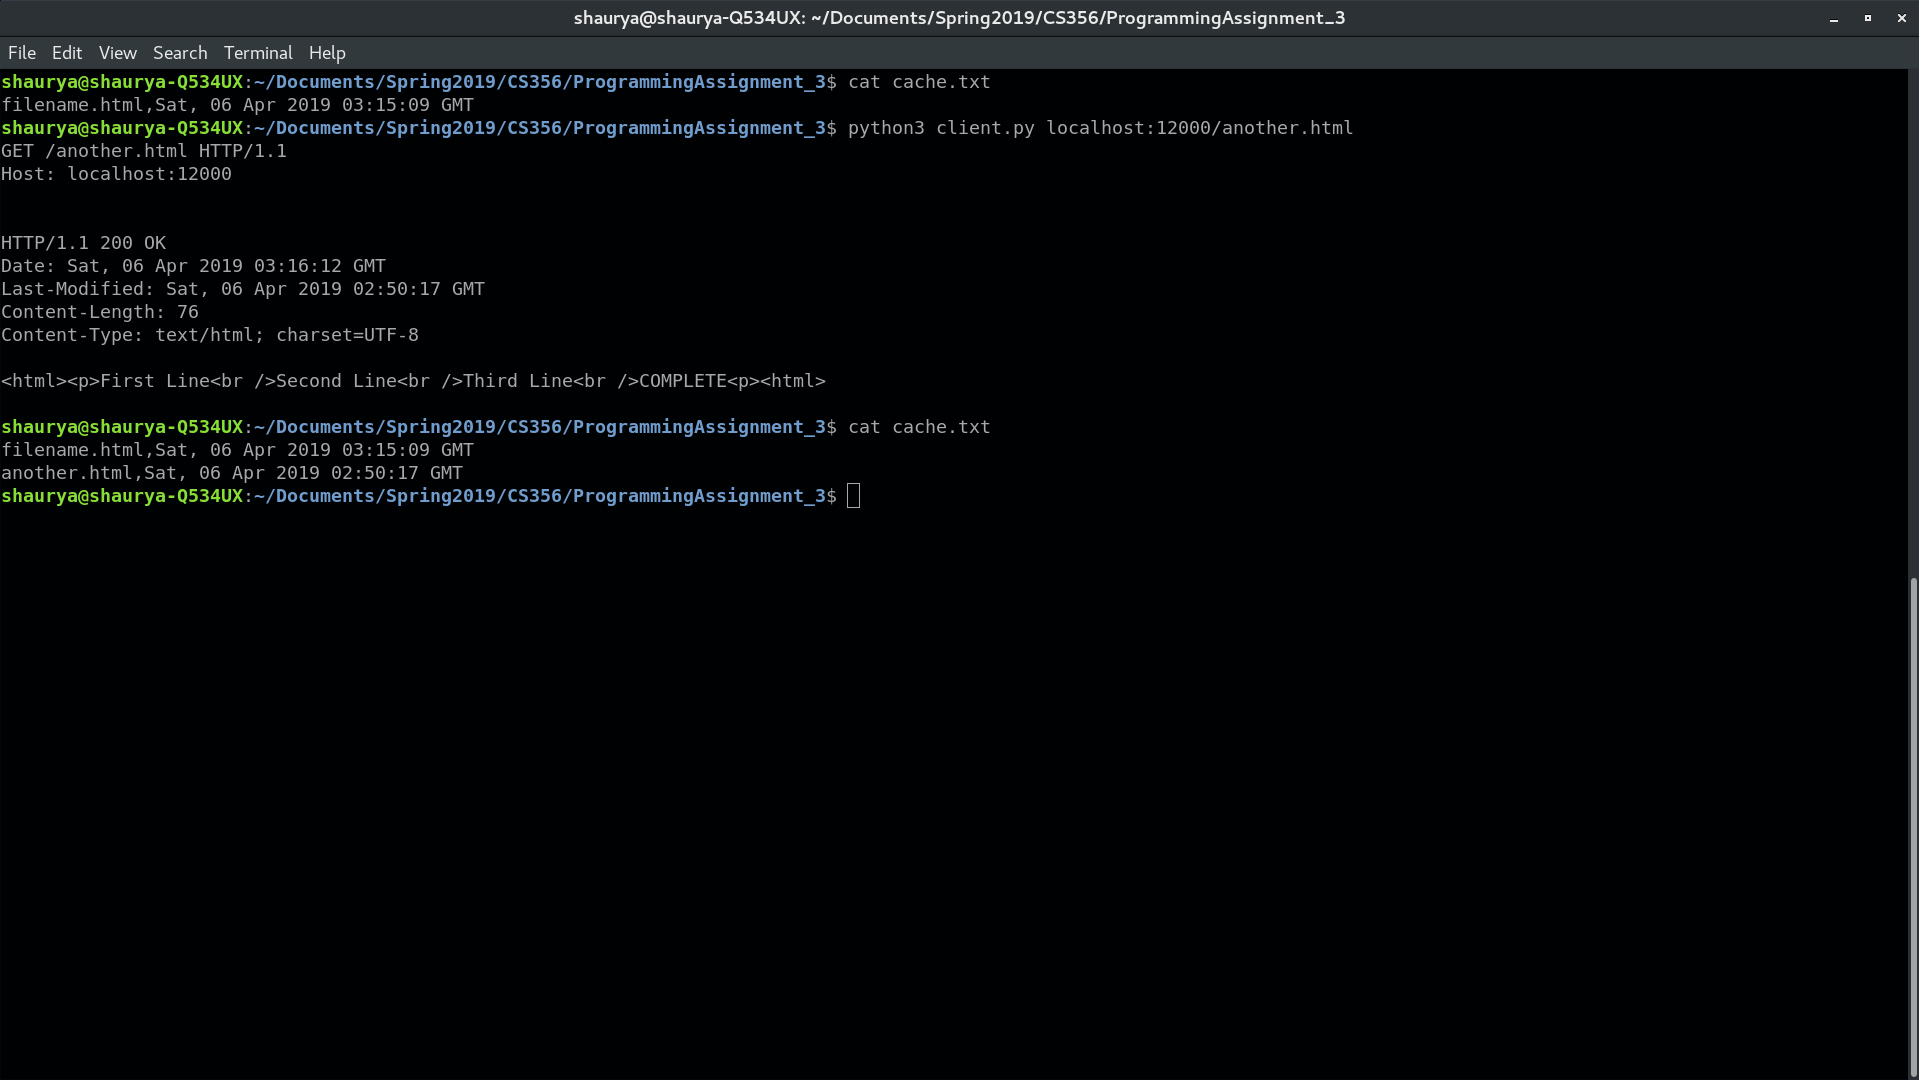 shaurya@shaurya-Q534UX: ~/Documents/Spring2019/CS356/ProgrammingAssignment_3
File Edit View Search Terminal Help
shaurya@shaurya-Q534UX:~/Documents/Spring2019/CS356/ProgrammingAssignment_3$ cat cache.txt
filename.html,Sat, 06 Apr 2019 03:15:09 GMT
shaurya@shaurya-Q534UX:~/Documents/Spring2019/CS356/ProgrammingAssignment_3$ python3 client.py localhost:12000/another.html
GET /another.html HTTP/1.1
Host: localhost:12000
HTTP/1.1 200 OK
Date: Sat, 06 Apr 2019 03:16:12 GMT
Last-Modified: Sat, 06 Apr 2019 02:50:17 GMT
Content-Length: 76
Content-Type: text/html; charset=UTF-8
<html><p>First Line<br />Second Line<br />Third Line<br />COMPLETE<p><html>
shaurya@shaurya-Q534UX:~/Documents/Spring2019/CS356/ProgrammingAssignment_3$ cat cache.txt
filename.html,Sat, 06 Apr 2019 03:15:09 GMT
another.html,Sat, 06 Apr 2019 02:50:17 GMT
shaurya@shaurya-Q534UX:~/Documents/Spring2019/CS356/ProgrammingAssignment_3$